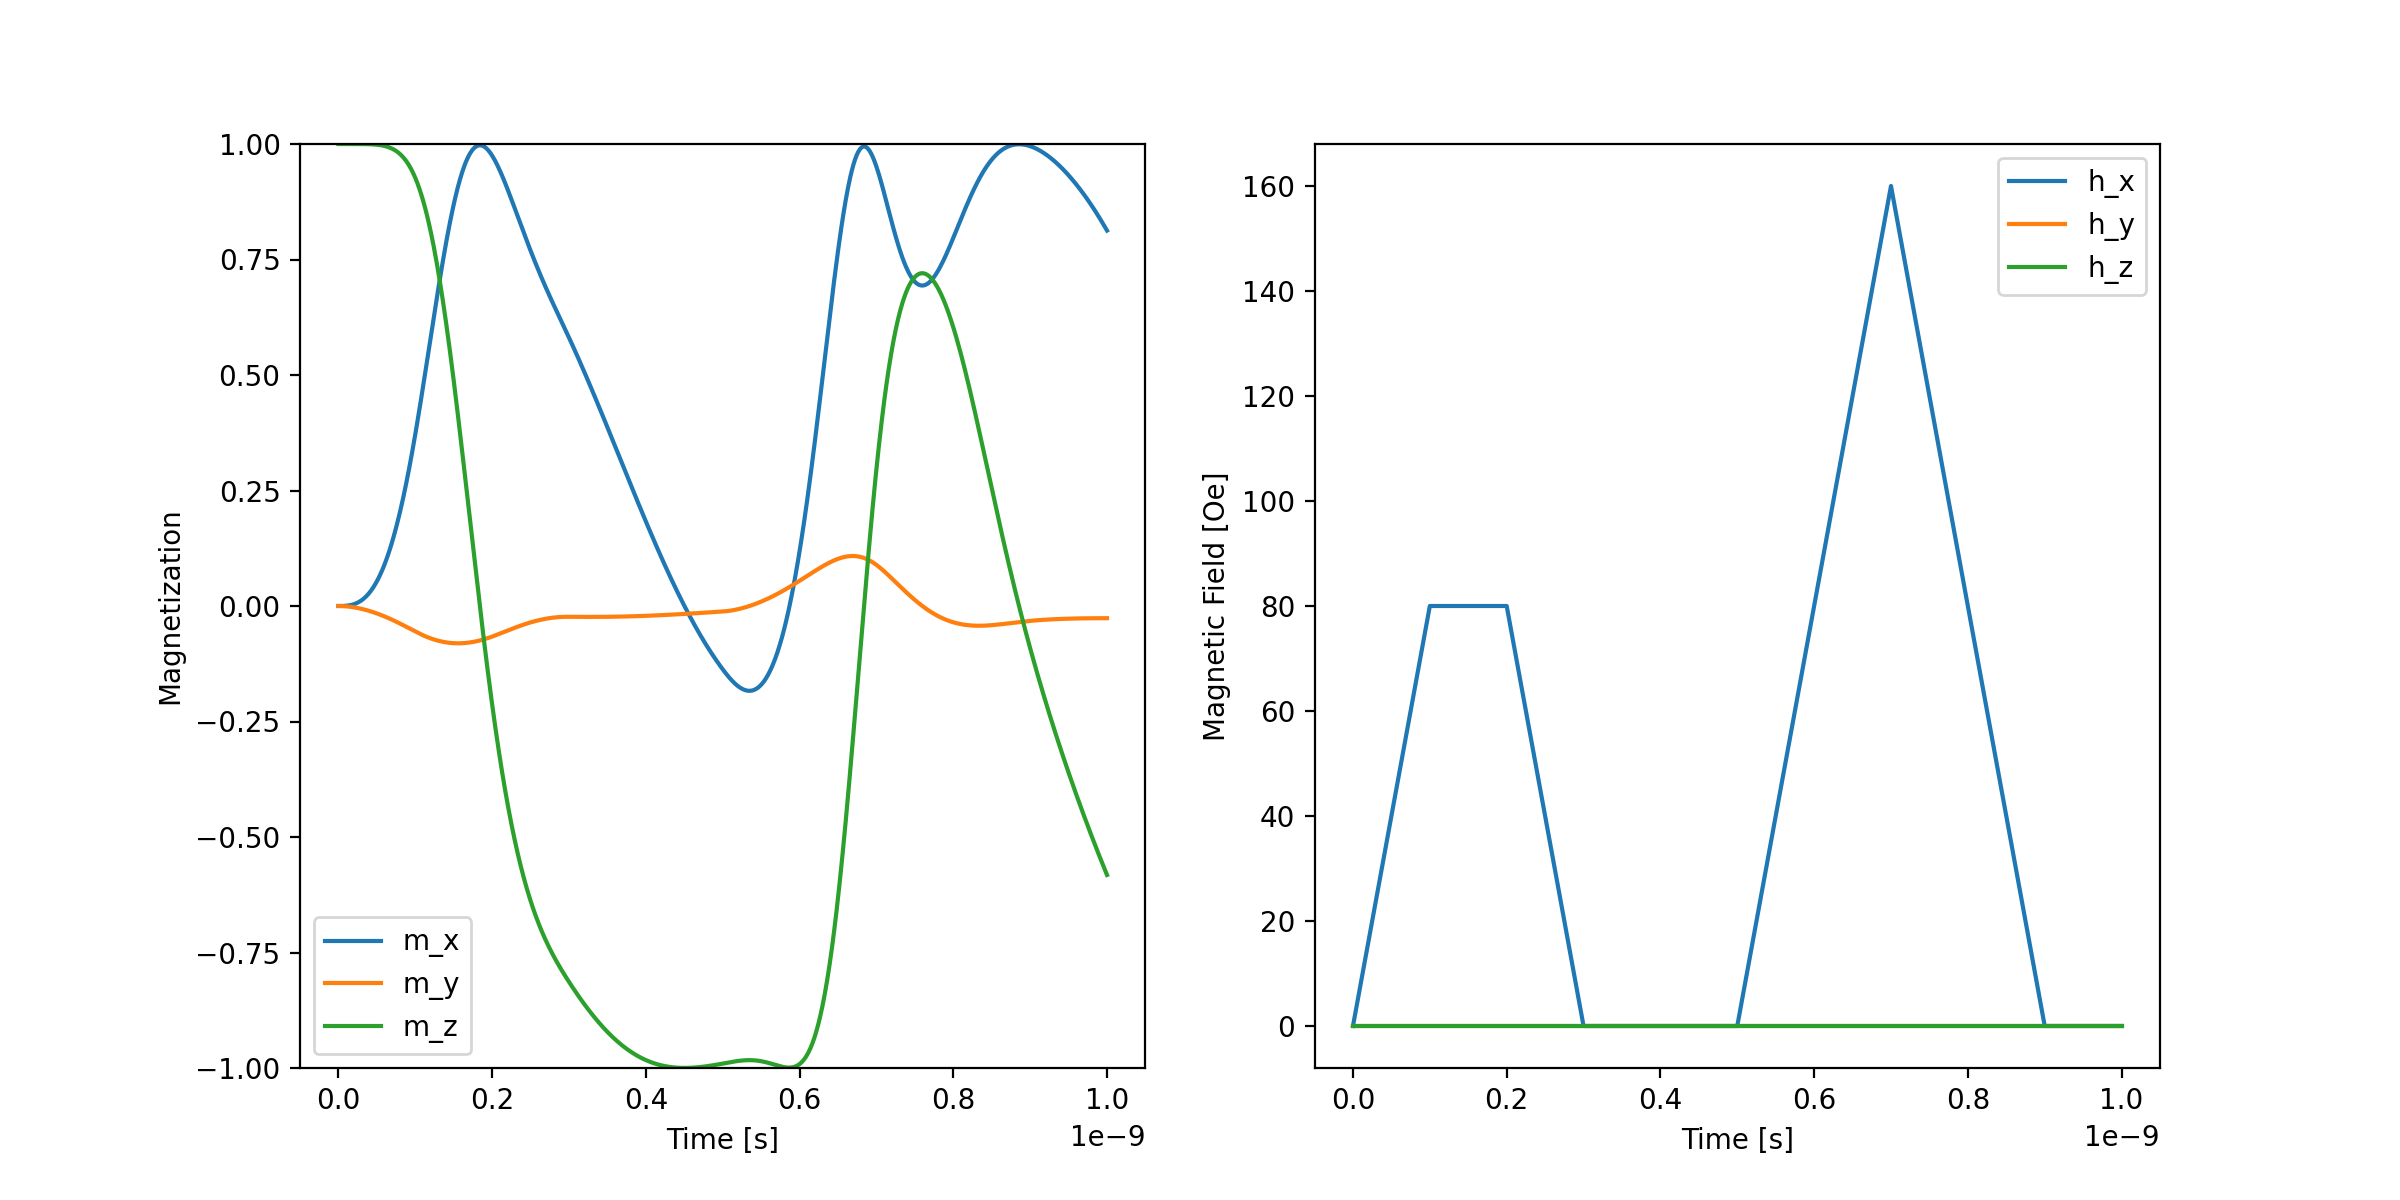 1.00
0.75
0.50
0.25
0.00
−0.25
−0.50
−0.75
−1.00
Magnetization
m_x
m_y
m_z
0.0 0.2 0.4 0.6 0.8 1.0
Time [s]
1e−9
160
140
120
100
80
60
40
20
0
Magnetic Field [Oe]
h_x
h_y
h_z
0.0 0.2 0.4 0.6 0.8 1.0
Time [s]
1e−9